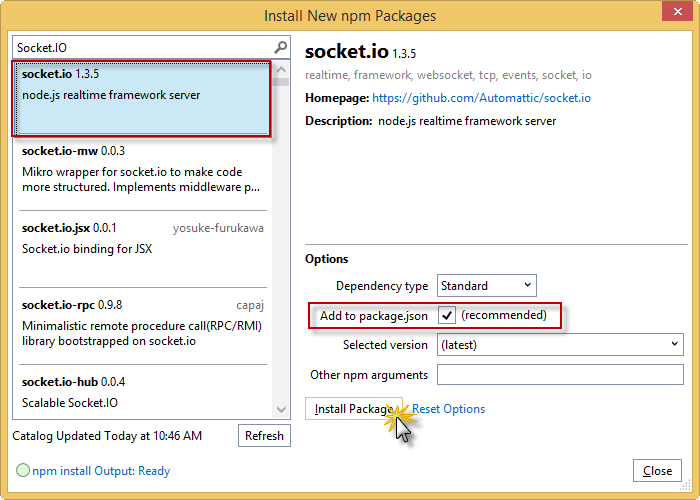 Install New npm Packages
Socket.IO
socket.io 1.3.5
node.js realtime framework server
socket.io-mw 0.0.3
Mikro wrapper for socket.io to make code
more structured. Implements middleware p...
socket.io.jsx 0.0.1 yosuke-furukawa
Socket.io binding for JSX
socket.io-rpc 0.9.8 capaj
Minimalistic remote procedure call(RPC/RMI)
library bootstrapped on socket.io
socket.io-hub 0.0.4
Scalable Socket.IO
Catalog Updated Today at 10:46 AM Refresh
npm install Output: Ready
socket.io 1.3.5
realtime, framework, websocket, tcp, events, socket, io
Homepage: https://github.com/Automattic/socket.io
Description: node.js realtime framework server
Options
Dependency type Standard
Add to package.json (recommended)
Selected version (latest)
Other npm arguments
Install Package Reset Options
Close